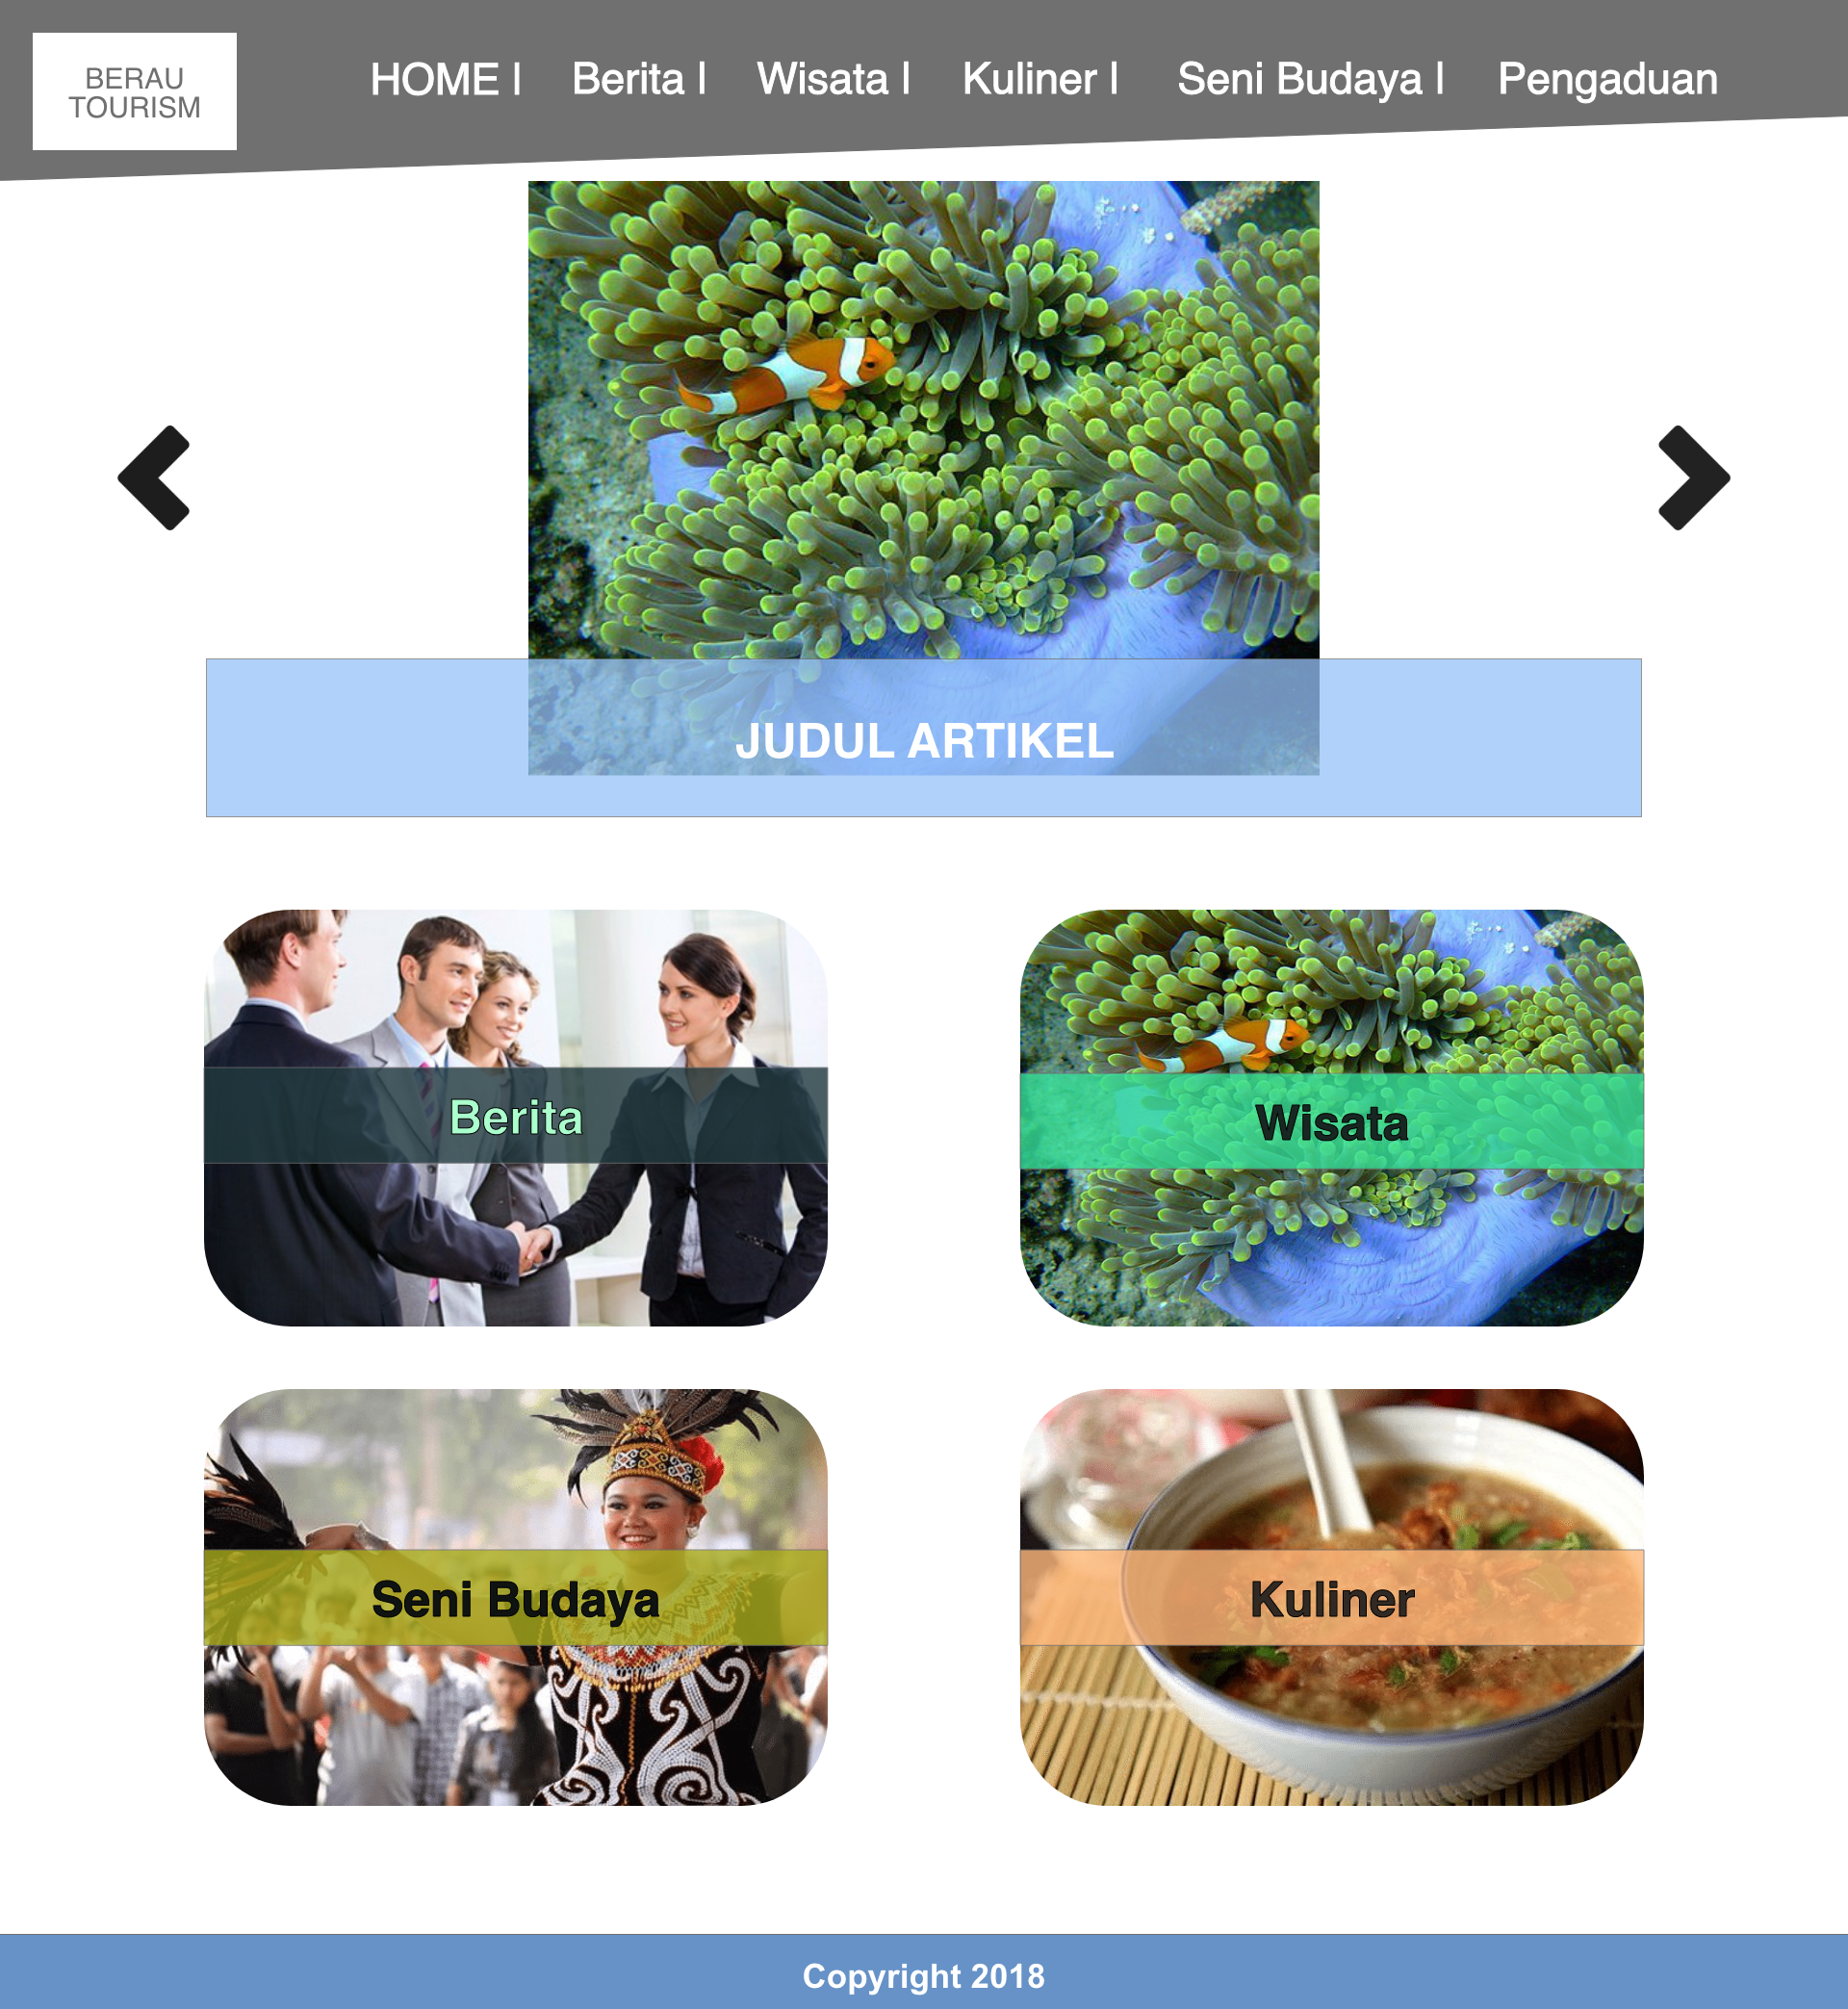 BERAU
TOURISM
HOME | Berita | Wisata | Kuliner | Seni Budaya | Pengaduan
JUDUL ARTIKEL
Berita
Wisata
Seni Budaya
Kuliner
Copyright 2018